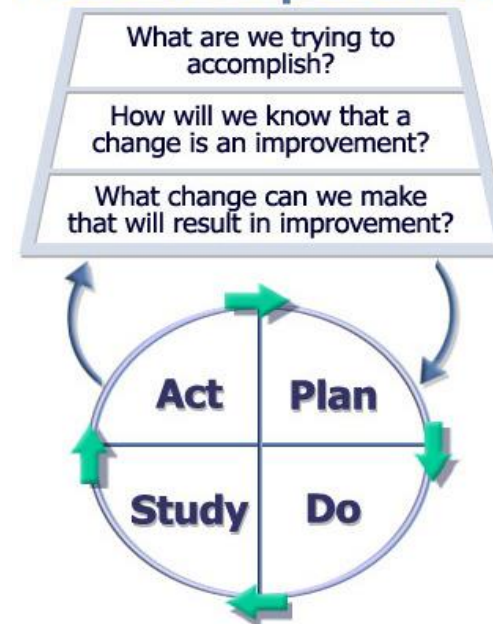 What are we trying to
accomplish?
How will we know that a
change is an improvement?
What change can we make
that will result in improvement?
Act
Plan
Study
Do